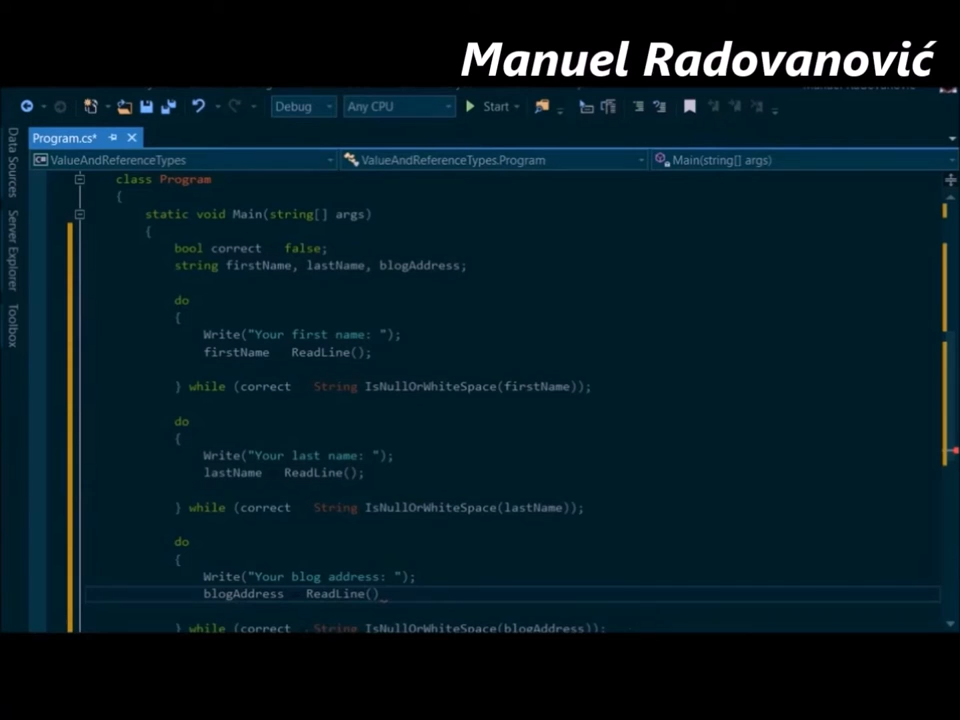 Manuel Radovanović
Debug Any CPU Start
Program.cs*
ValueAndReferenceTypes ValueAndReferenceTypes.Program Main(string[] args)
Data Sources
Server Explorer
Toolbox
class Program
{
static void Main(string[] args)
{
bool correct false;
string firstName, lastName, blogAddress;
do
{
Write("Your first name: ");
firstName ReadLine();
} while (correct String IsNullOrWhiteSpace(firstName));
do
{
Write("Your last name: ");
lastName ReadLine();
} while (correct String IsNullOrWhiteSpace(lastName));
do
{
Write("Your blog address: ");
blogAddress ReadLine()
} while (correct String IsNullOrWhiteSpace(blogAddress));